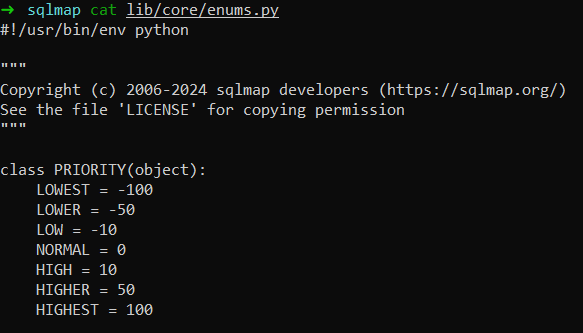 ➜ sqlmap cat lib/core/enums.py
#!/usr/bin/env python
"""
Copyright (c) 2006-2024 sqlmap developers (https://sqlmap.org/)
See the file 'LICENSE' for copying permission
"""
class PRIORITY(object):
    LOWEST = -100
    LOWER = -50
    LOW = -10
    NORMAL = 0
    HIGH = 10
    HIGHER = 50
    HIGHEST = 100